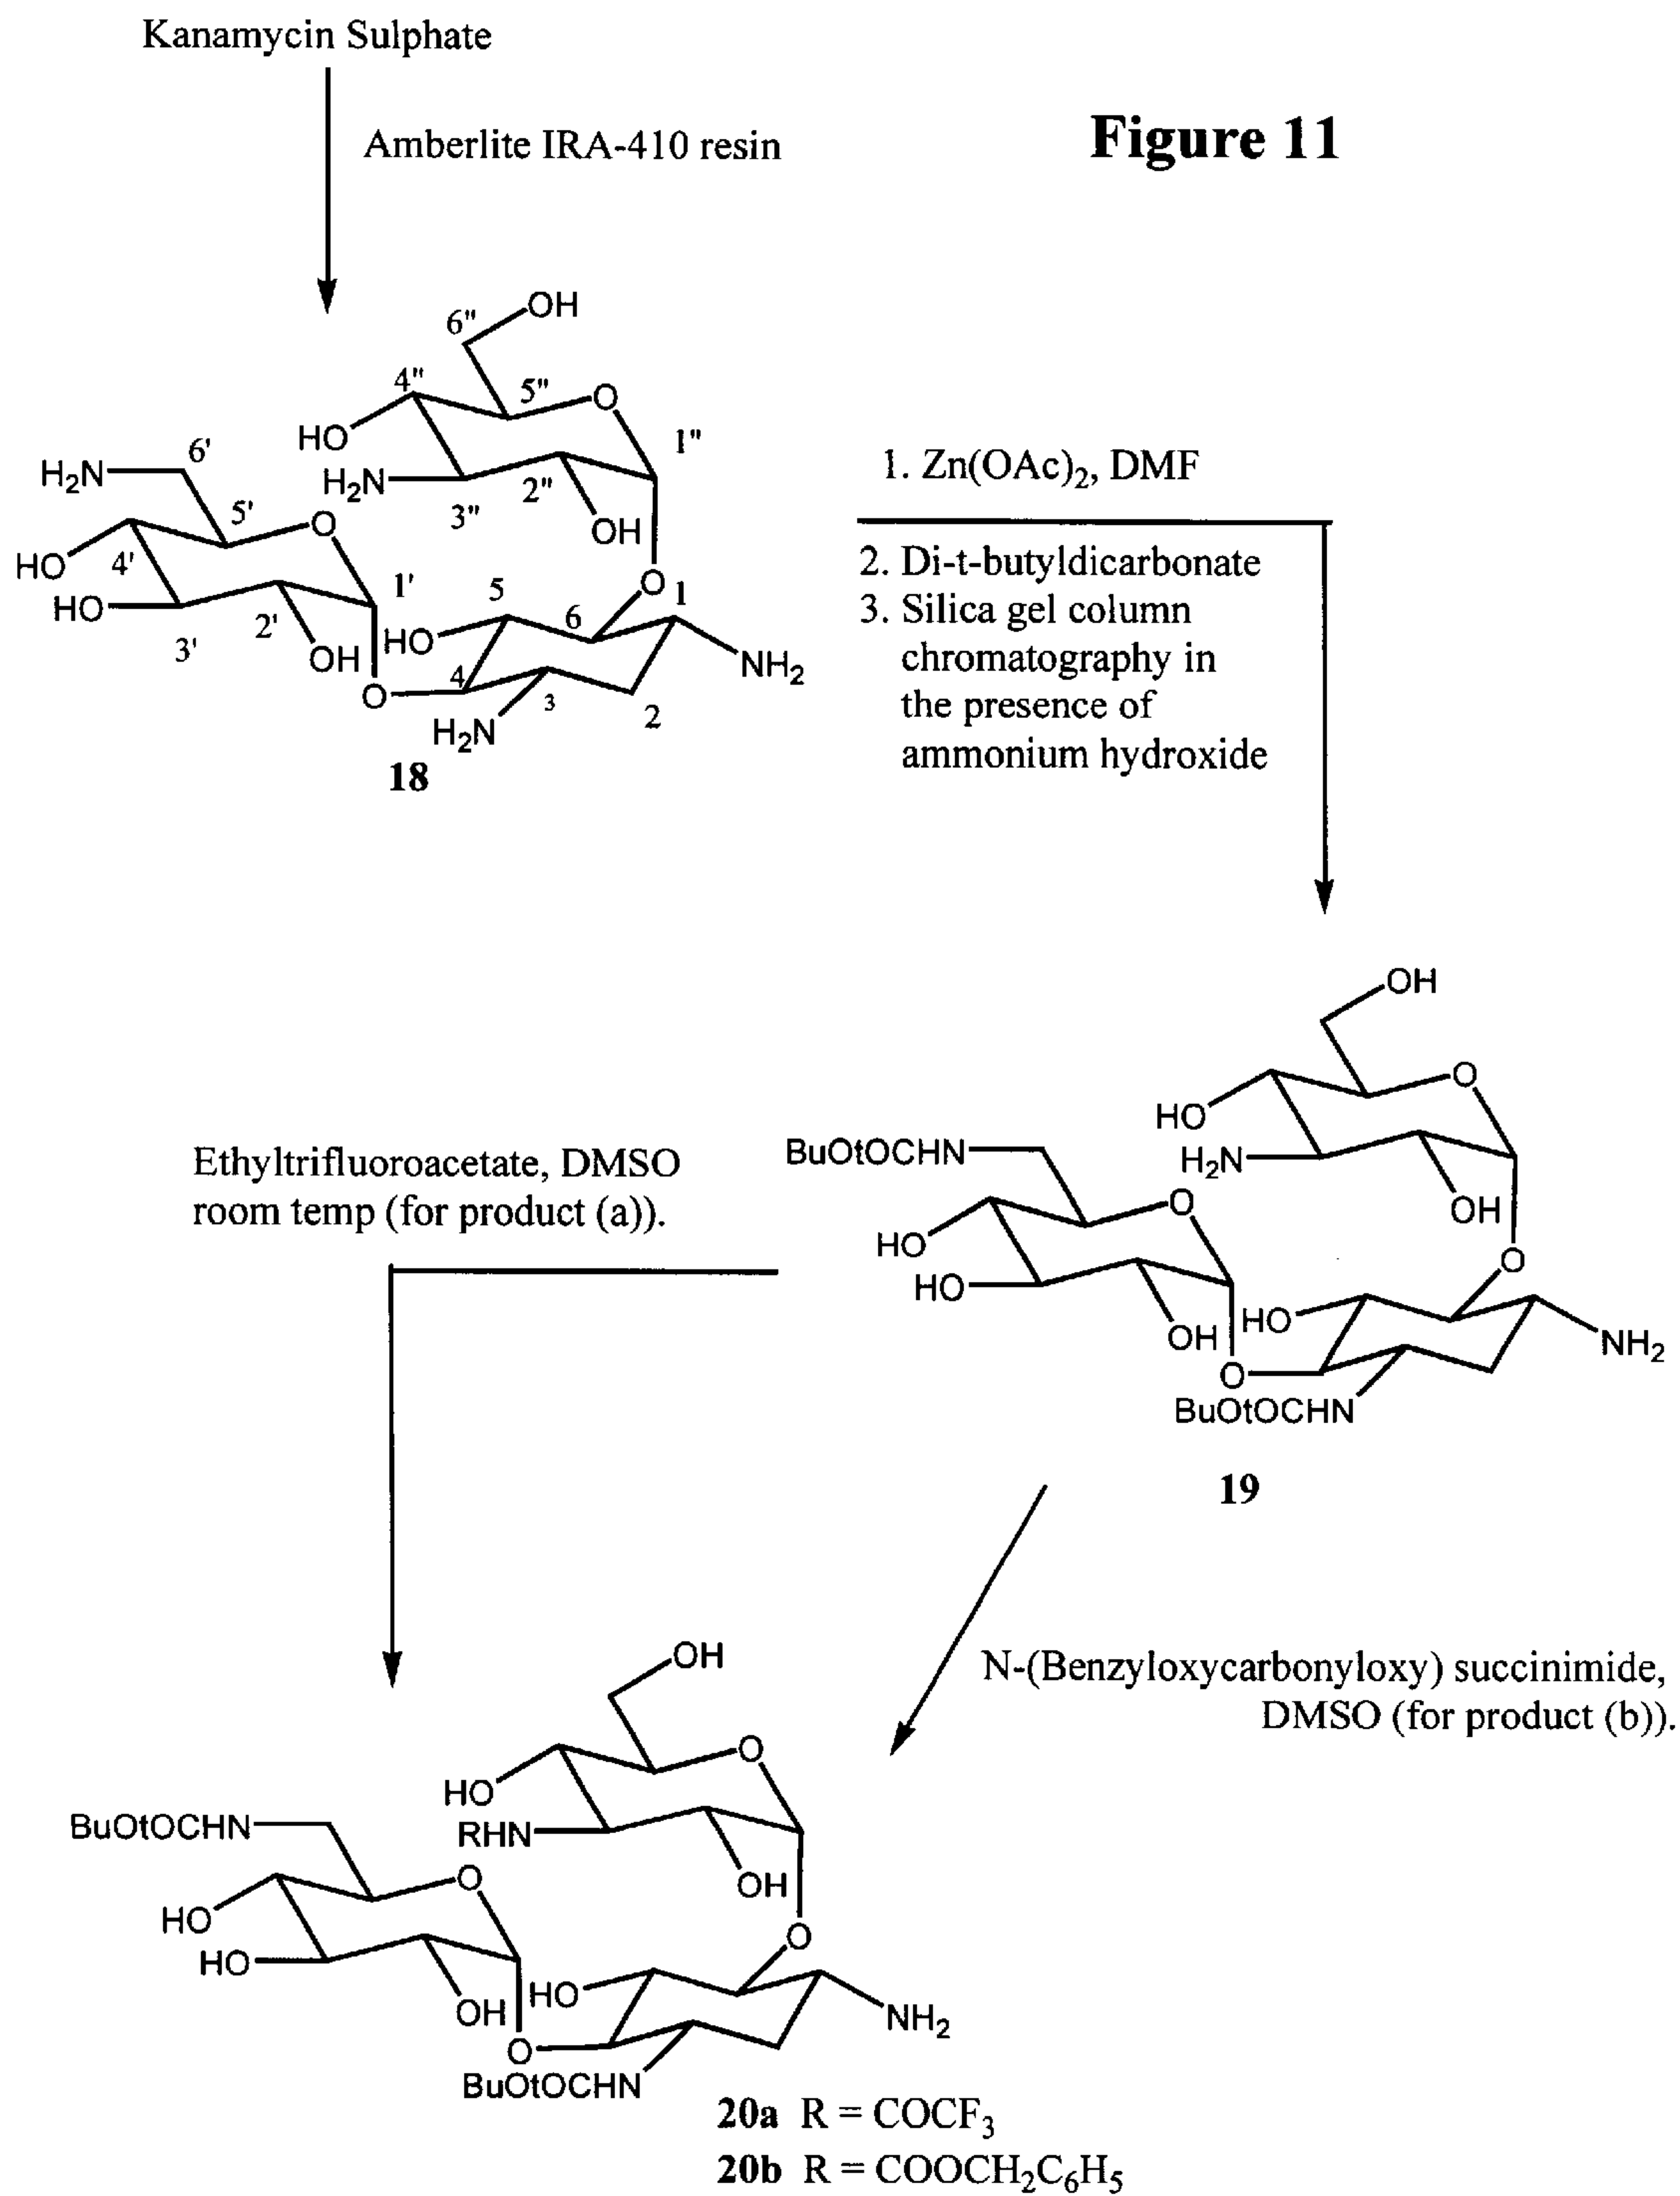 Kanamycin Sulphate
Amberlite IRA-410 resin
Figure 11
OH
6"
4"
5"
O
HO
1"
6'
H₂N
H₂N
2"
3"
5'
O
OH
HO
4'
HO
1'
5
O
1
2'
6
HO
3'
OH
4
NH₂
O
3
2
H₂N
18
1. Zn(OAc)₂, DMF
2. Di-t-butyldicarbonate
3. Silica gel column
chromatography in
the presence of
ammonium hydroxide
OH
O
HO
BuOtOCHN
H₂N
O
OH
HO
HO
O
OH
HO
NH₂
O
BuOtOCHN
19
Ethyltrifluoroacetate, DMSO
room temp (for product (a)).
N-(Benzyloxycarbonyloxy) succinimide,
DMSO (for product (b)).
OH
O
HO
BuOtOCHN
RHN
O
OH
HO
HO
O
OH
HO
NH₂
O
BuOtOCHN
20a R = COCF₃
20b R = COOCH₂C₆H₅